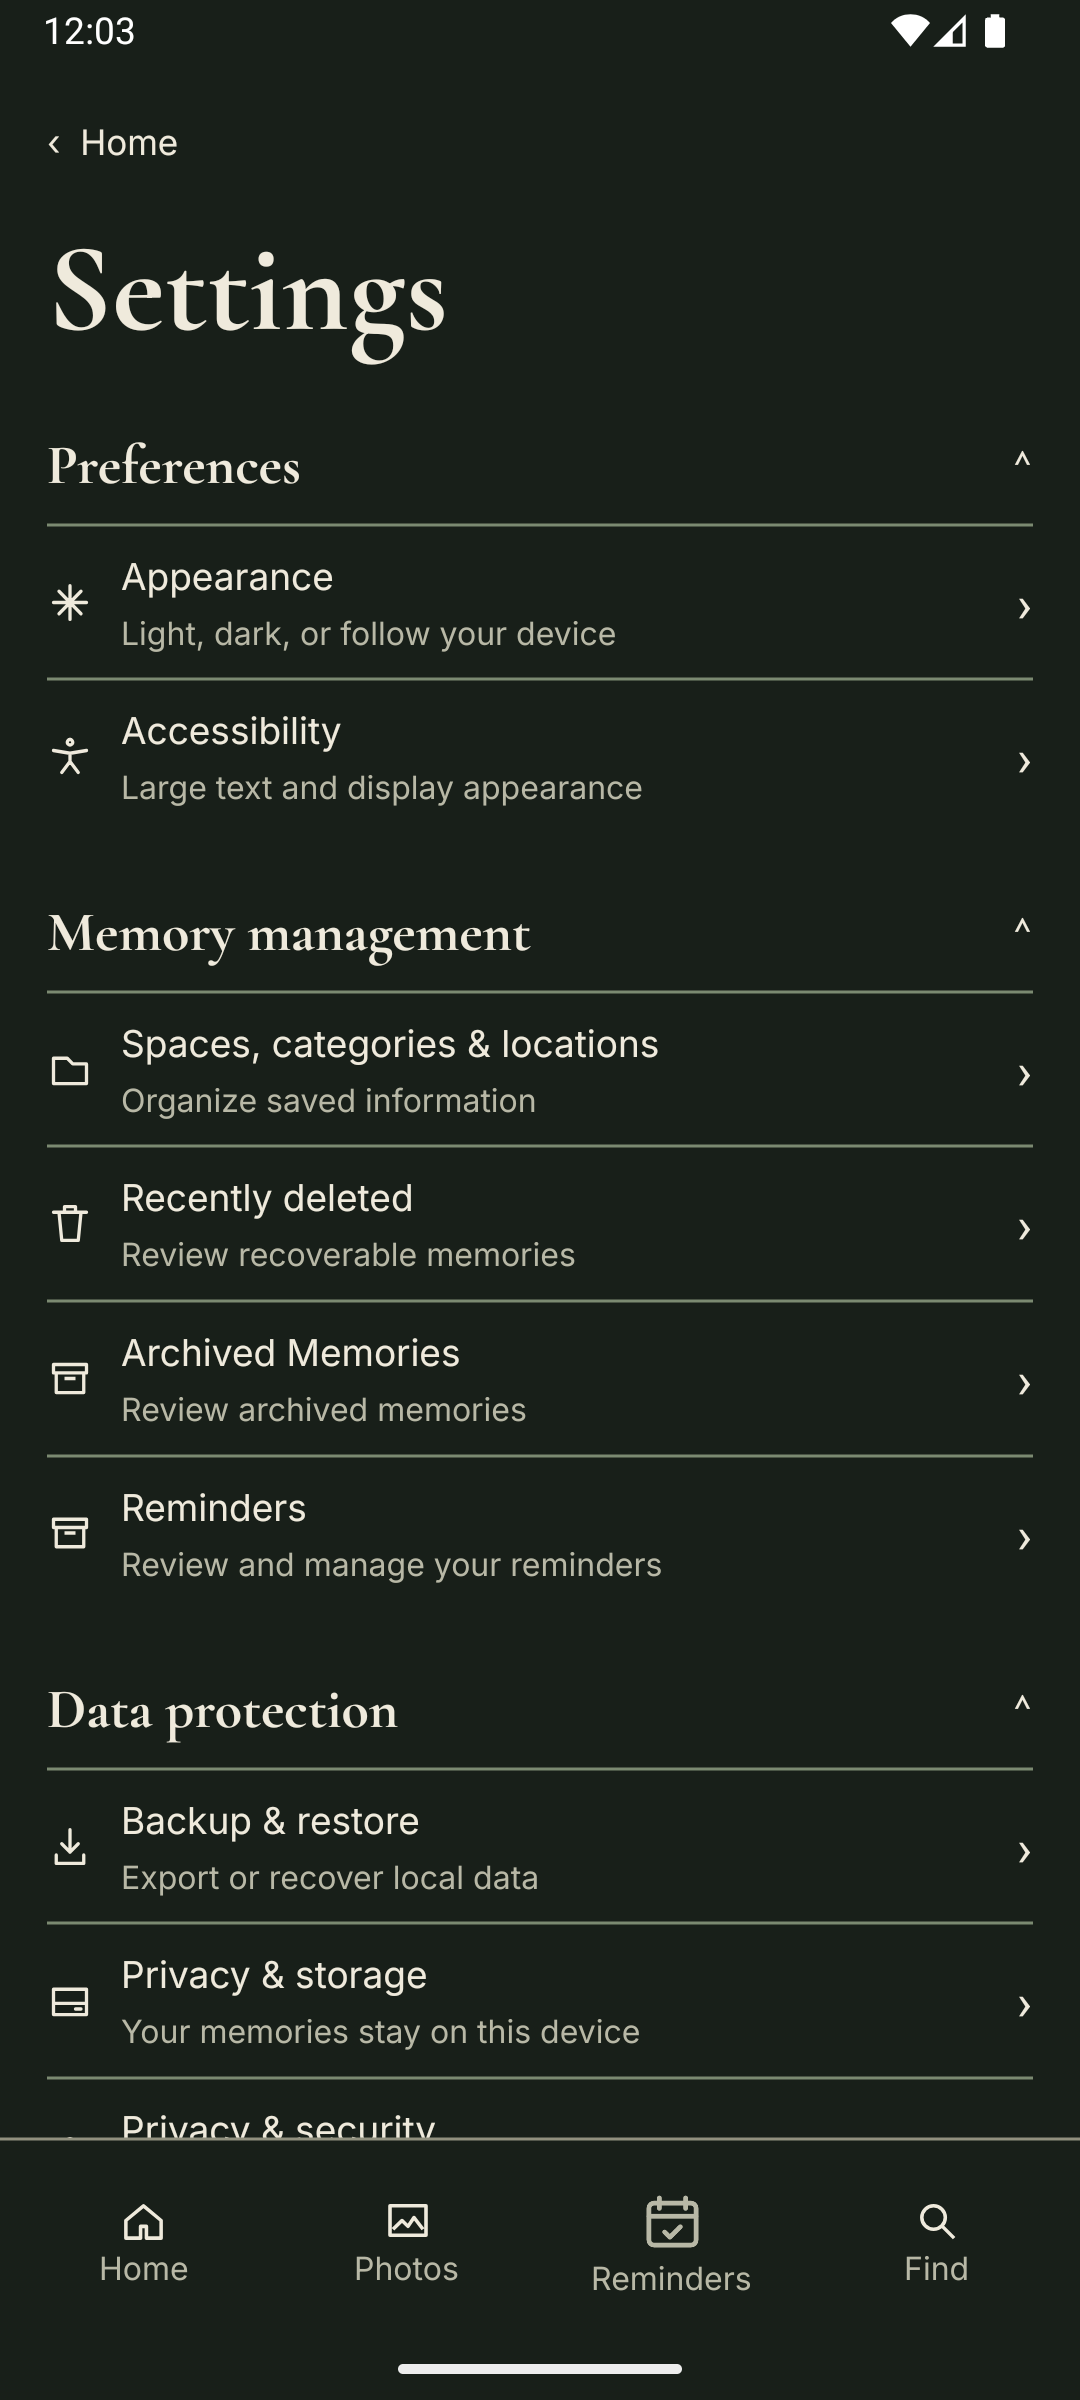 12:03
‹ Home
Settings
Preferences ^
Appearance
Light, dark, or follow your device ›
Accessibility
Large text and display appearance ›
Memory management ^
Spaces, categories & locations
Organize saved information ›
Recently deleted
Review recoverable memories ›
Archived Memories
Review archived memories ›
Reminders
Review and manage your reminders ›
Data protection ^
Backup & restore
Export or recover local data ›
Privacy & storage
Your memories stay on this device ›
Privacy & security
Home Photos Reminders Find